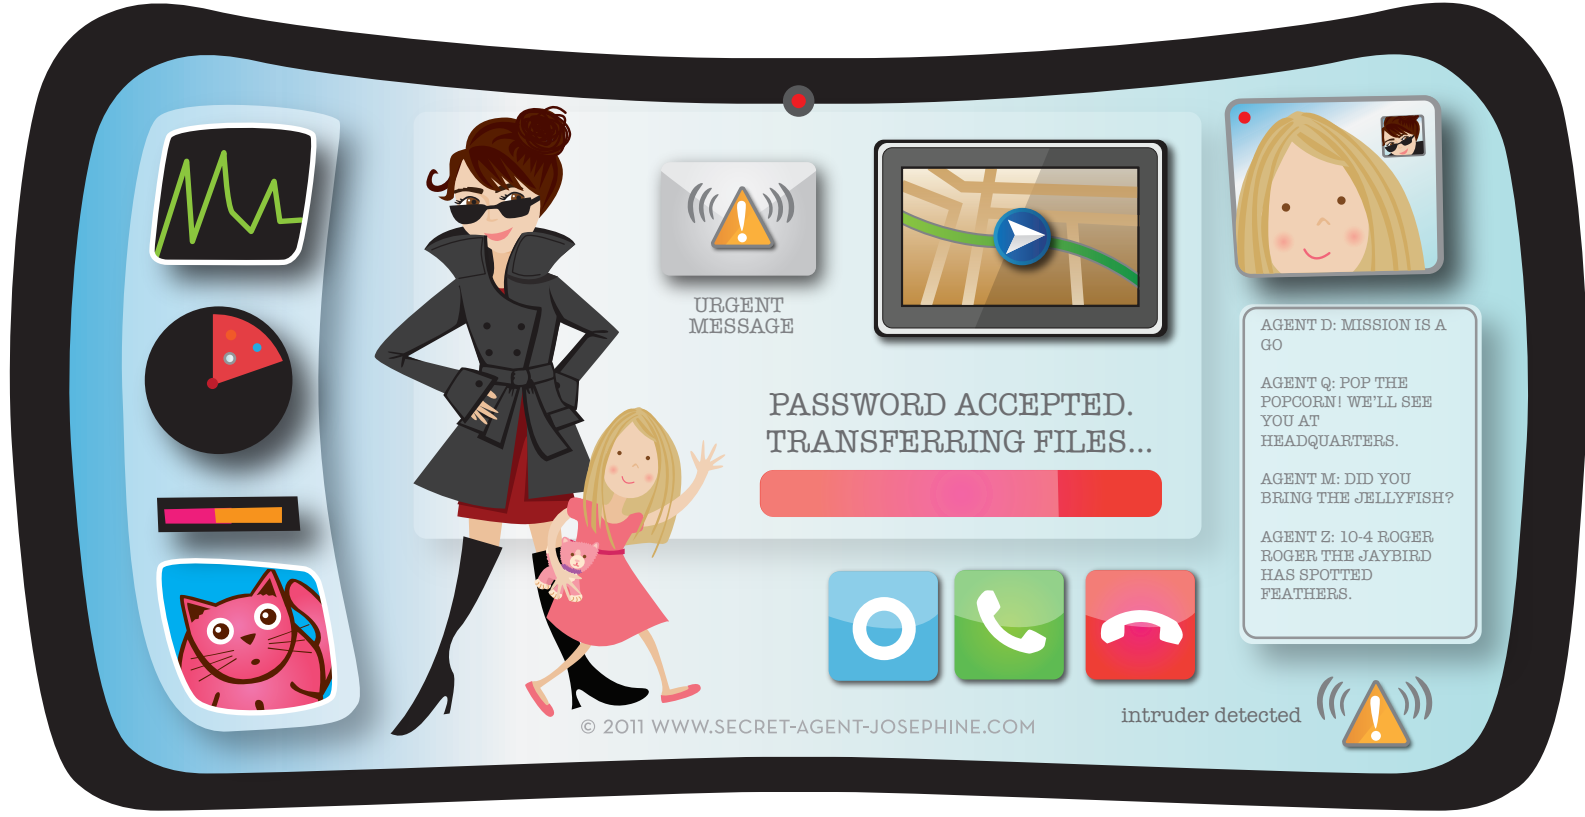 URGENT
MESSAGE
PASSWORD ACCEPTED.
TRANSFERRING FILES...
AGENT D: MISSION IS A
GO
AGENT Q: POP THE
POPCORN! WE'LL SEE
YOU AT
HEADQUARTERS.
AGENT M: DID YOU
BRING THE JELLYFISH?
AGENT Z: 10-4 ROGER
ROGER THE JAYBIRD
HAS SPOTTED
FEATHERS.
intruder detected
© 2011 WWW.SECRET-AGENT-JOSEPHINE.COM